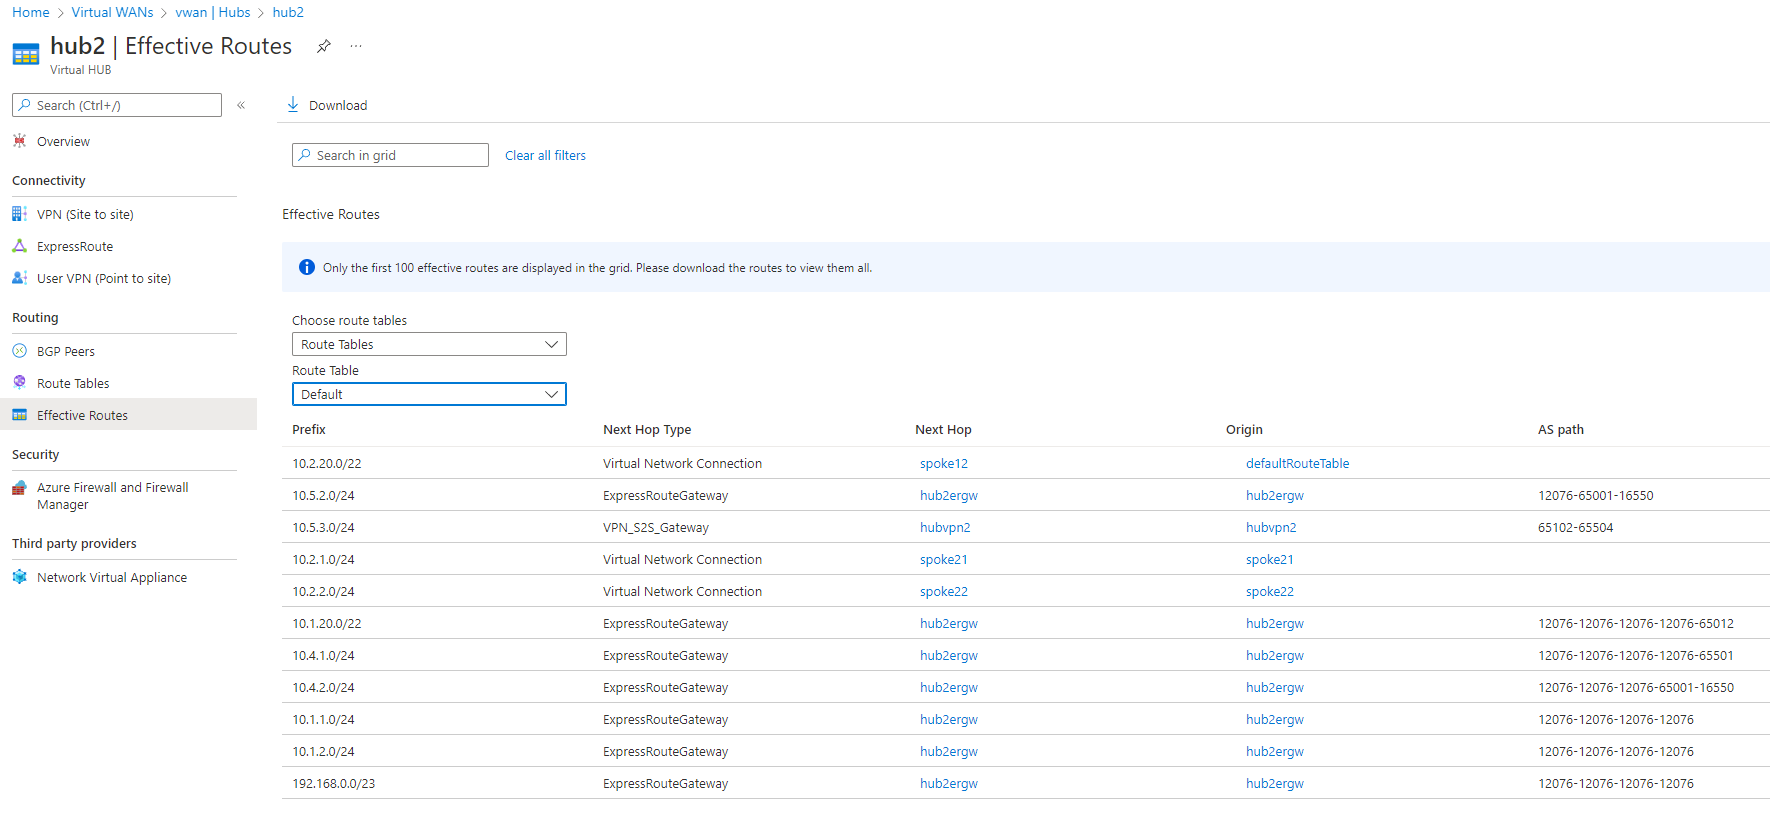 Home > Virtual WANs > vwan | Hubs > hub2
hub2 | Effective Routes ...
Virtual HUB
Search (Ctrl+/) «
Overview
Connectivity
VPN (Site to site)
ExpressRoute
User VPN (Point to site)
Routing
BGP Peers
Route Tables
Effective Routes
Security
Azure Firewall and Firewall
Manager
Third party providers
Network Virtual Appliance
Download
Search in grid Clear all filters
Effective Routes
Only the first 100 effective routes are displayed in the grid. Please download the routes to view them all.
Choose route tables
Route Tables
Route Table
Default
Prefix Next Hop Type Next Hop Origin AS path
10.2.20.0/22 Virtual Network Connection spoke12 defaultRouteTable
10.5.2.0/24 ExpressRouteGateway hub2ergw hub2ergw 12076-65001-16550
10.5.3.0/24 VPN_S2S_Gateway hubvpn2 hubvpn2 65102-65504
10.2.1.0/24 Virtual Network Connection spoke21 spoke21
10.2.2.0/24 Virtual Network Connection spoke22 spoke22
10.1.20.0/22 ExpressRouteGateway hub2ergw hub2ergw 12076-12076-12076-12076-65012
10.4.1.0/24 ExpressRouteGateway hub2ergw hub2ergw 12076-12076-12076-12076-65501
10.4.2.0/24 ExpressRouteGateway hub2ergw hub2ergw 12076-12076-12076-65001-16550
10.1.1.0/24 ExpressRouteGateway hub2ergw hub2ergw 12076-12076-12076-12076
10.1.2.0/24 ExpressRouteGateway hub2ergw hub2ergw 12076-12076-12076-12076
192.168.0.0/23 ExpressRouteGateway hub2ergw hub2ergw 12076-12076-12076-12076